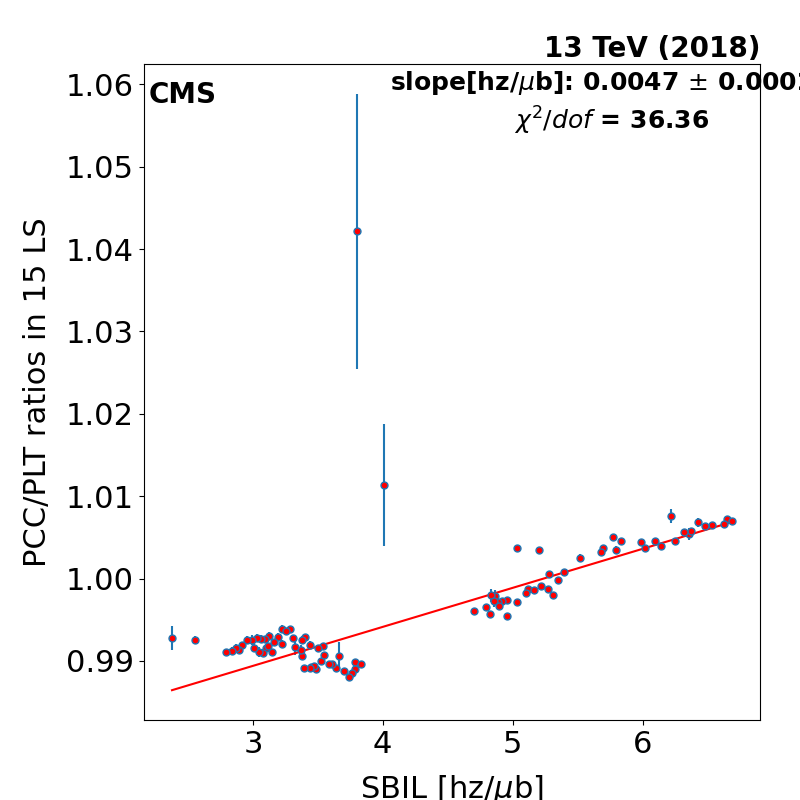 13 TeV (2018)
CMS
slope[hz/μb]: 0.0047 ± 0.000
χ²/dof = 36.36
1.06
1.05
1.04
1.03
1.02
1.01
1.00
0.99
PCC/PLT ratios in 15 LS
3 4 5 6
SBIL [hz/μb]